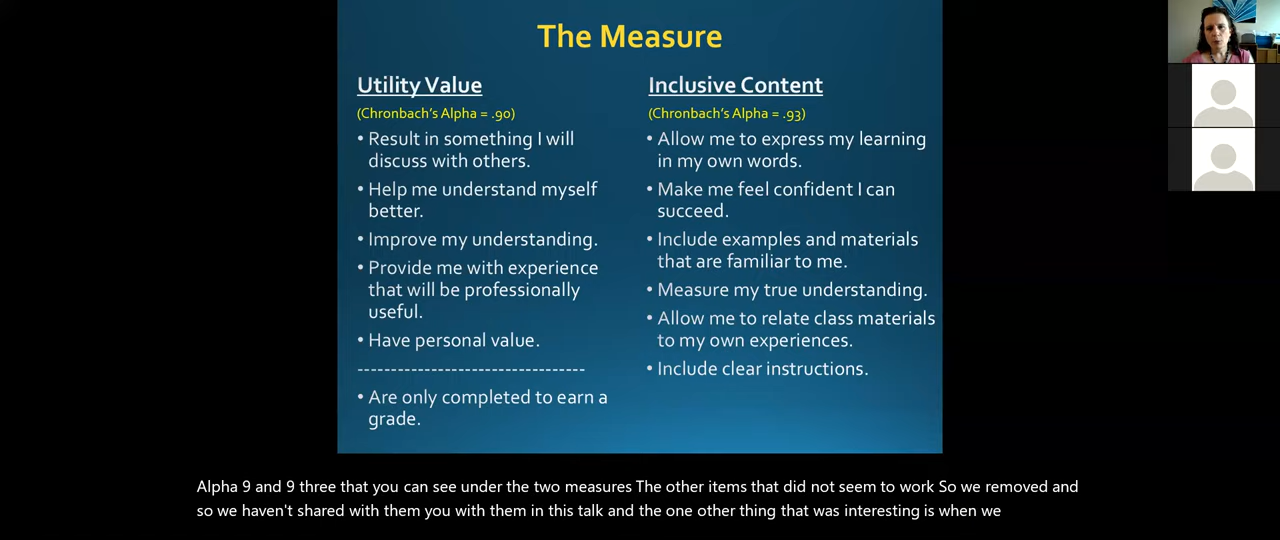 The Measure
Utility Value
(Chronbach's Alpha = .90)
• Result in something I will
discuss with others.
• Help me understand myself
better.
• Improve my understanding.
• Provide me with experience
that will be professionally
useful.
• Have personal value.
----------------------------------
• Are only completed to earn a
grade.
Inclusive Content
(Chronbach's Alpha = .93)
• Allow me to express my learning
in my own words.
• Make me feel confident I can
succeed.
• Include examples and materials
that are familiar to me.
• Measure my true understanding.
• Allow me to relate class materials
to my own experiences.
• Include clear instructions.
Alpha 9 and 9 three that you can see under the two measures The other items that did not seem to work So we removed and
so we haven't shared with them you with them in this talk and the one other thing that was interesting is when we